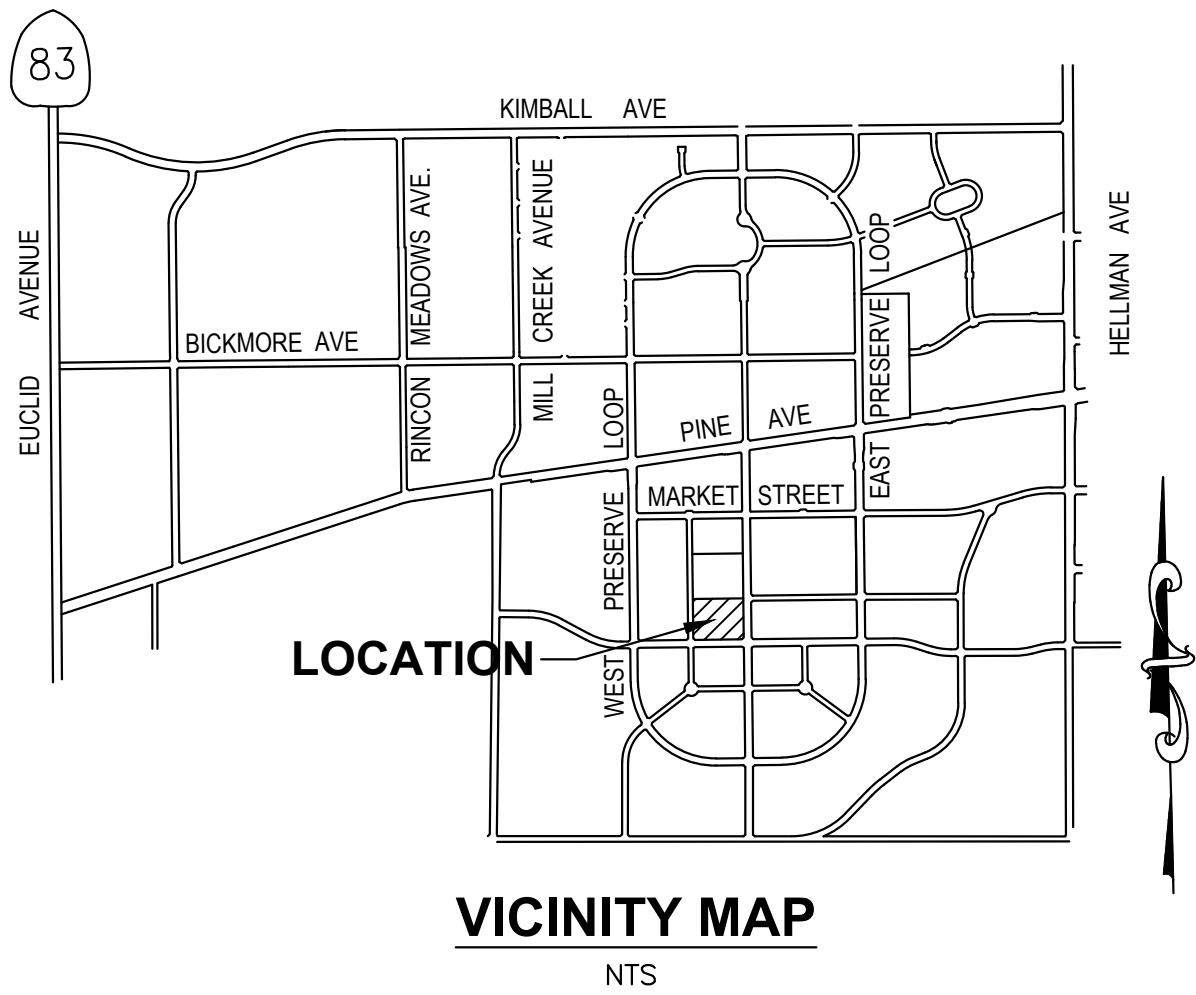 83
KIMBALL AVE
EUCLID AVENUE
RINCON MEADOWS AVE.
MILL CREEK AVENUE
BICKMORE AVE
WEST PRESERVE LOOP
EAST PRESERVE LOOP
HELLMAN AVE
PINE AVE
MARKET STREET
LOCATION
VICINITY MAP
NTS